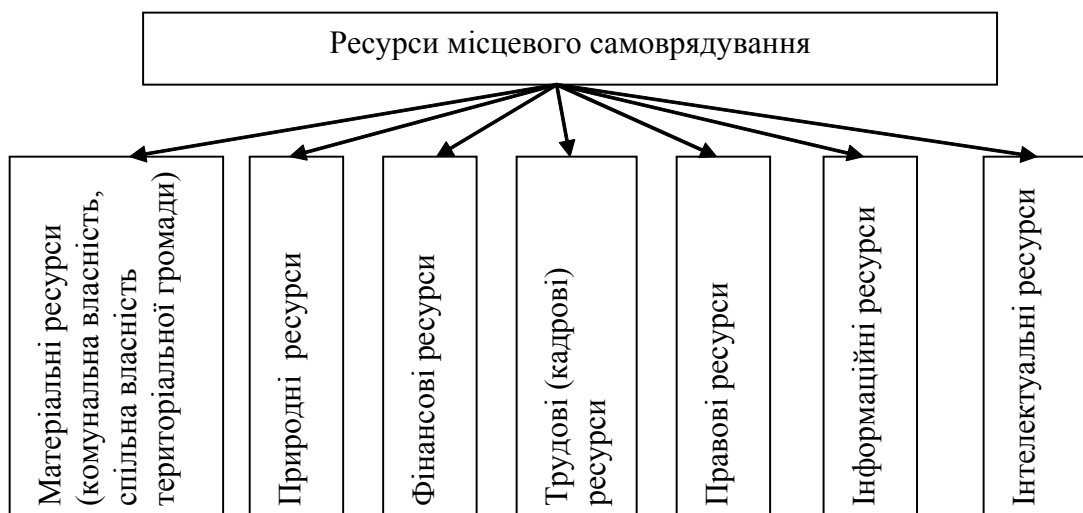 Ресурси місцевого самоврядування
Матеріальні ресурси
(комунальна власність,
спільна власність
територіальної громади)
Природні ресурси
Фінансові ресурси
Трудові (кадрові)
ресурси
Правові ресурси
Інформаційні ресурси
Інтелектуальні ресурси